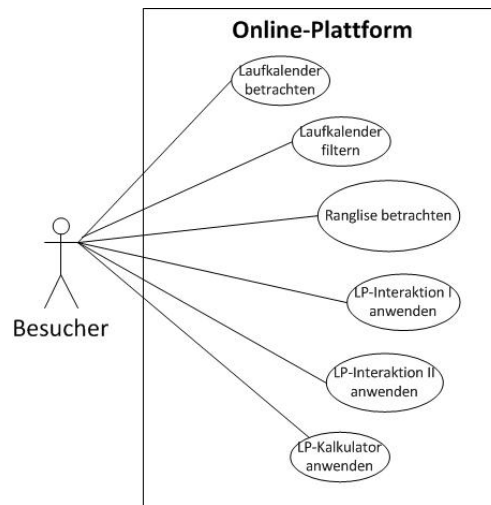 Online-Plattform
Laufkalender
betrachten
Laufkalender
filtern
Ranglise betrachten
LP-Interaktion I
anwenden
LP-Interaktion II
anwenden
LP-Kalkulator
anwenden
Besucher